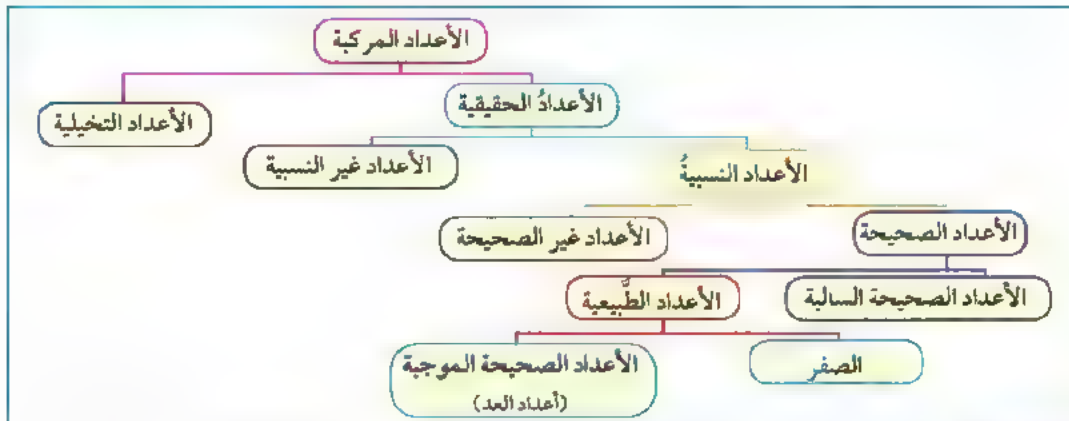 الأعداد المركبة
الأعدادُ الحقيقية
الأعداد التخيلية
الأعداد النسبيةُ
الأعداد غير النسبية
الأعداد الصحيحة
الأعداد غير الصحيحة
الأعداد الصحيحة السالبة
الأعداد الطَّبيعية
الصفر
الأعداد الصحيحة الموجبة
(أعداد العد)